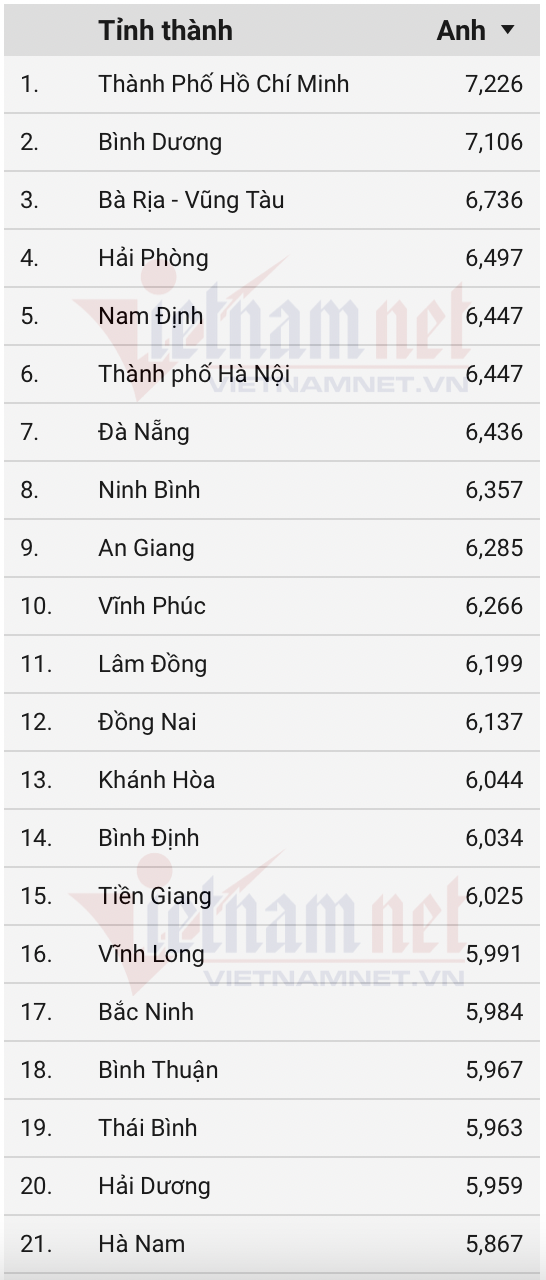 Tỉnh thành Anh
1. Thành Phố Hồ Chí Minh 7,226
2. Bình Dương 7,106
3. Bà Rịa - Vũng Tàu 6,736
4. Hải Phòng 6,497
5. Nam Định 6,447
6. Thành phố Hà Nội 6,447
7. Đà Nẵng 6,436
8. Ninh Bình 6,357
9. An Giang 6,285
10. Vĩnh Phúc 6,266
11. Lâm Đồng 6,199
12. Đồng Nai 6,137
13. Khánh Hòa 6,044
14. Bình Định 6,034
15. Tiền Giang 6,025
16. Vĩnh Long 5,991
17. Bắc Ninh 5,984
18. Bình Thuận 5,967
19. Thái Bình 5,963
20. Hải Dương 5,959
21. Hà Nam 5,867
Vietnam net
VIETNAMNET.VN
Vietnam net
VIETNAMNET.VN